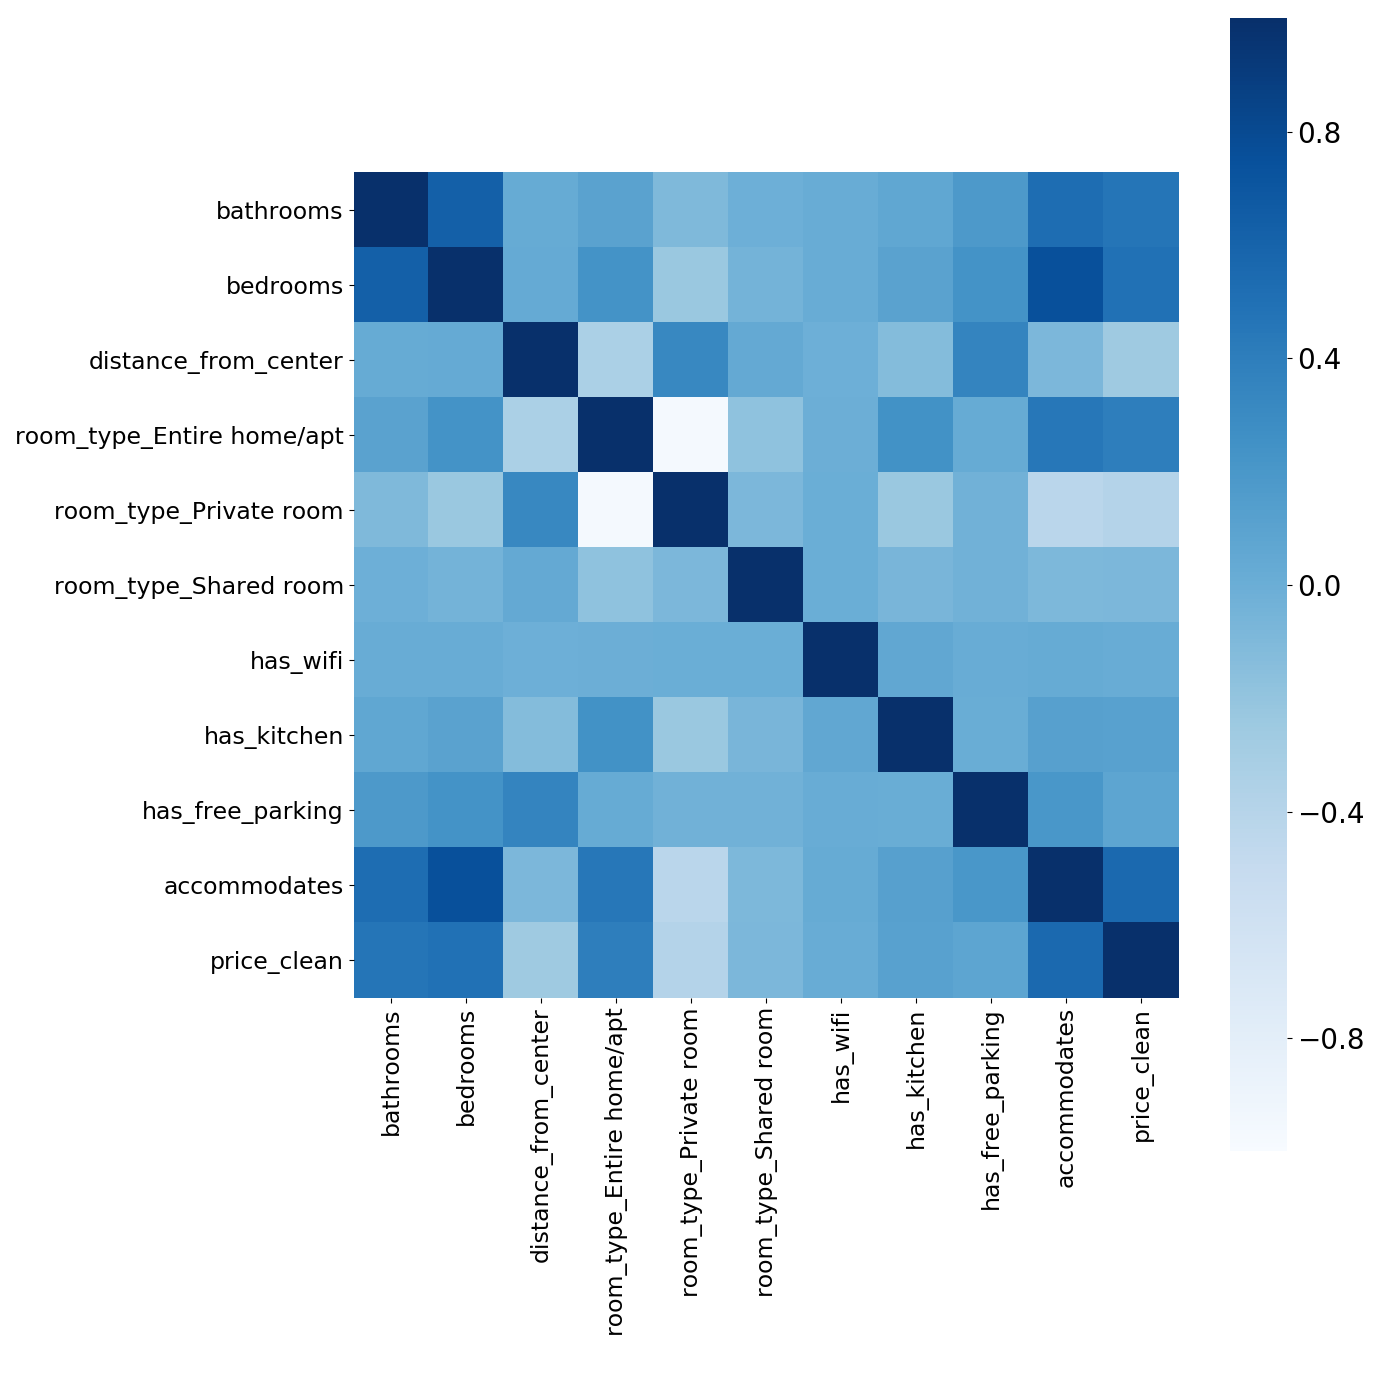 bathrooms
bedrooms
distance_from_center
room_type_Entire home/apt
room_type_Private room
room_type_Shared room
has_wifi
has_kitchen
has_free_parking
accommodates
price_clean
bathrooms
bedrooms
distance_from_center
room_type_Entire home/apt
room_type_Private room
room_type_Shared room
has_wifi
has_kitchen
has_free_parking
accommodates
price_clean
0.8
0.4
0.0
−0.4
−0.8